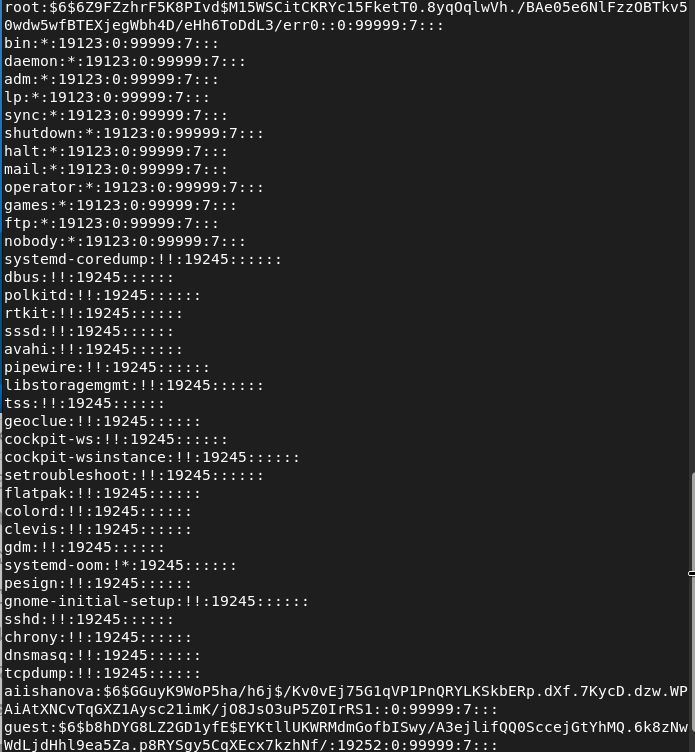 root:$6$6Z9FZzhrF5K8PIvd$M15WSCitCKRYc15FketT0.8yqOqlwVh./BAe05e6NlFzzOBTkv5
0wdw5wfBTEXjegWbh4D/eHh6ToDdL3/err0::0:99999:7:::
bin:*:19123:0:99999:7:::
daemon:*:19123:0:99999:7:::
adm:*:19123:0:99999:7:::
lp:*:19123:0:99999:7:::
sync:*:19123:0:99999:7:::
shutdown:*:19123:0:99999:7:::
halt:*:19123:0:99999:7:::
mail:*:19123:0:99999:7:::
operator:*:19123:0:99999:7:::
games:*:19123:0:99999:7:::
ftp:*:19123:0:99999:7:::
nobody:*:19123:0:99999:7:::
systemd-coredump:!!:19245::::::
dbus:!!:19245::::::
polkitd:!!:19245::::::
rtkit:!!:19245::::::
sssd:!!:19245::::::
avahi:!!:19245::::::
pipewire:!!:19245::::::
libstoragemgmt:!!:19245::::::
tss:!!:19245::::::
geoclue:!!:19245::::::
cockpit-ws:!!:19245::::::
cockpit-wsinstance:!!:19245::::::
setroubleshoot:!!:19245::::::
flatpak:!!:19245::::::
colord:!!:19245::::::
clevis:!!:19245::::::
gdm:!!:19245::::::
systemd-oom:!*:19245::::::
pesign:!!:19245::::::
gnome-initial-setup:!!:19245::::::
sshd:!!:19245::::::
chrony:!!:19245::::::
dnsmasq:!!:19245::::::
tcpdump:!!:19245::::::
aiishanova:$6$GGuyK9WoP5ha/h6j$/Kv0vEj75G1qVP1PnQRYLKSkbERp.dXf.7KycD.dzw.WP
AiAtXNCvTqGXZ1Aysc21imK/jO8JsO3uP5Z0IrRS1::0:99999:7:::
guest:$6$b8hDYG8LZ2GD1yfE$EYKtllUKWRMdmGofbISwy/A3ejlifQQ0SccejGtYhMQ.6k8zNw
WdLjdHhl9ea5Za.p8RYSgy5CqXEcx7kzhNf/:19252:0:99999:7:::